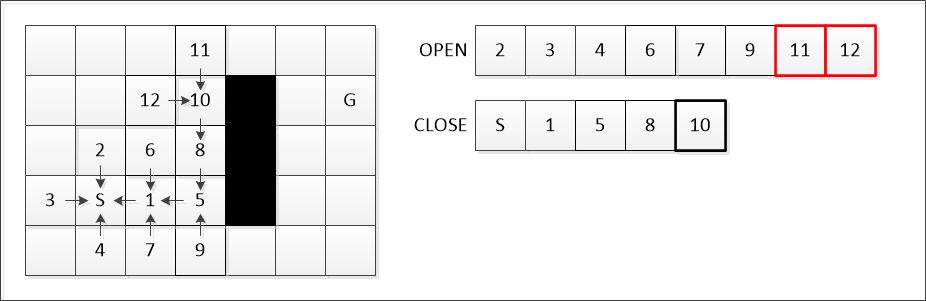 11
12 10 G
2 6 8
3 S 1 5
4 7 9
OPEN 2 3 4 6 7 9 11 12
CLOSE S 1 5 8 10